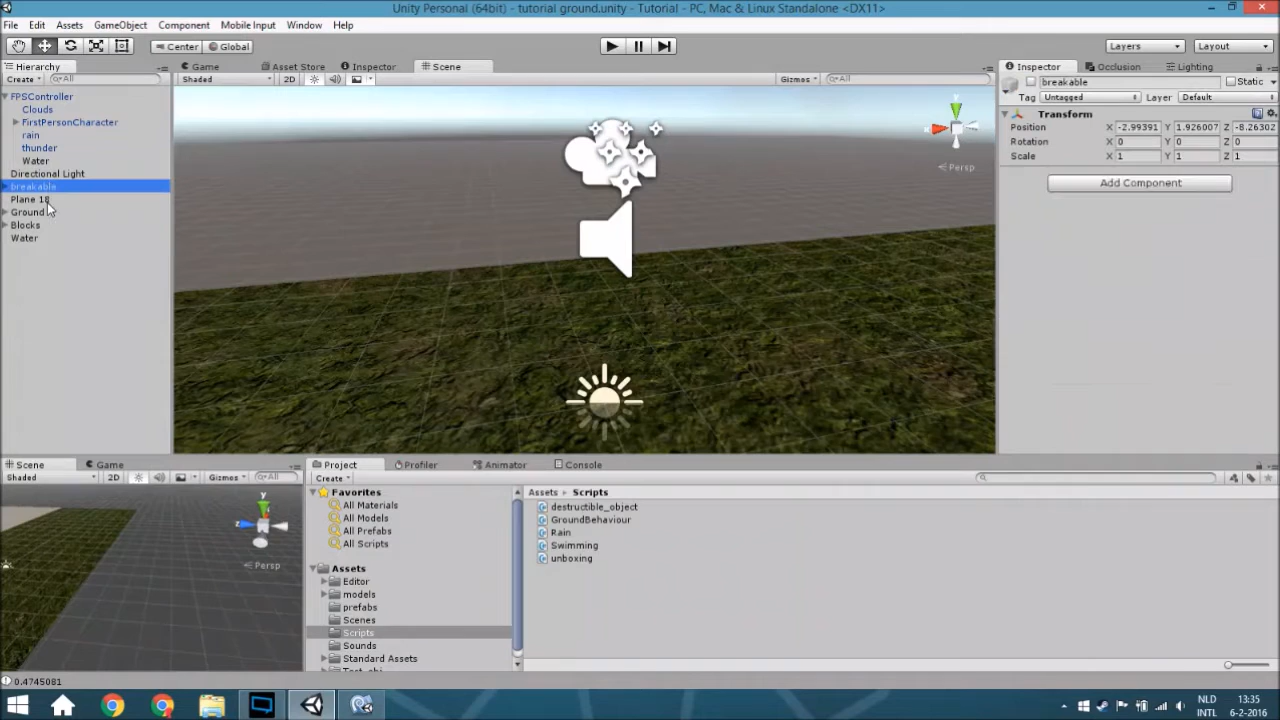 Unity Personal (64bit) - tutorial ground.unity - Tutorial - PC, Mac & Linux Standalone <DX11>
File Edit Assets GameObject Component Mobile Input Window Help
Center Global Layers Layout
Hierarchy Game Asset Store Inspector Scene Inspector Occlusion Lighting
Create All Shaded 2D Gizmos All breakable Static
FPSController Tag Untagged Layer Default
Clouds Transform
FirstPersonCharacter Position X -2.99391 Y 1.926007 Z -8.26302
rain Rotation X 0 Y 0 Z 0
thunder Scale X 1 Y 1 Z 1
Water y Persp
Directional Light Add Component
breakable
Plane 18
Ground
Blocks
Water
Scene Game Project Profiler Animator Console
Shaded 2D Gizmos All Create
Favorites Assets Scripts
All Materials destructible_object
All Models GroundBehaviour
All Prefabs Rain
All Scripts Swimming
y z Persp unboxing
Assets
Editor
models
prefabs
Scenes
Scripts
Sounds
Standard Assets
0.4745081
NLD 13:35
INTL 6-2-2016